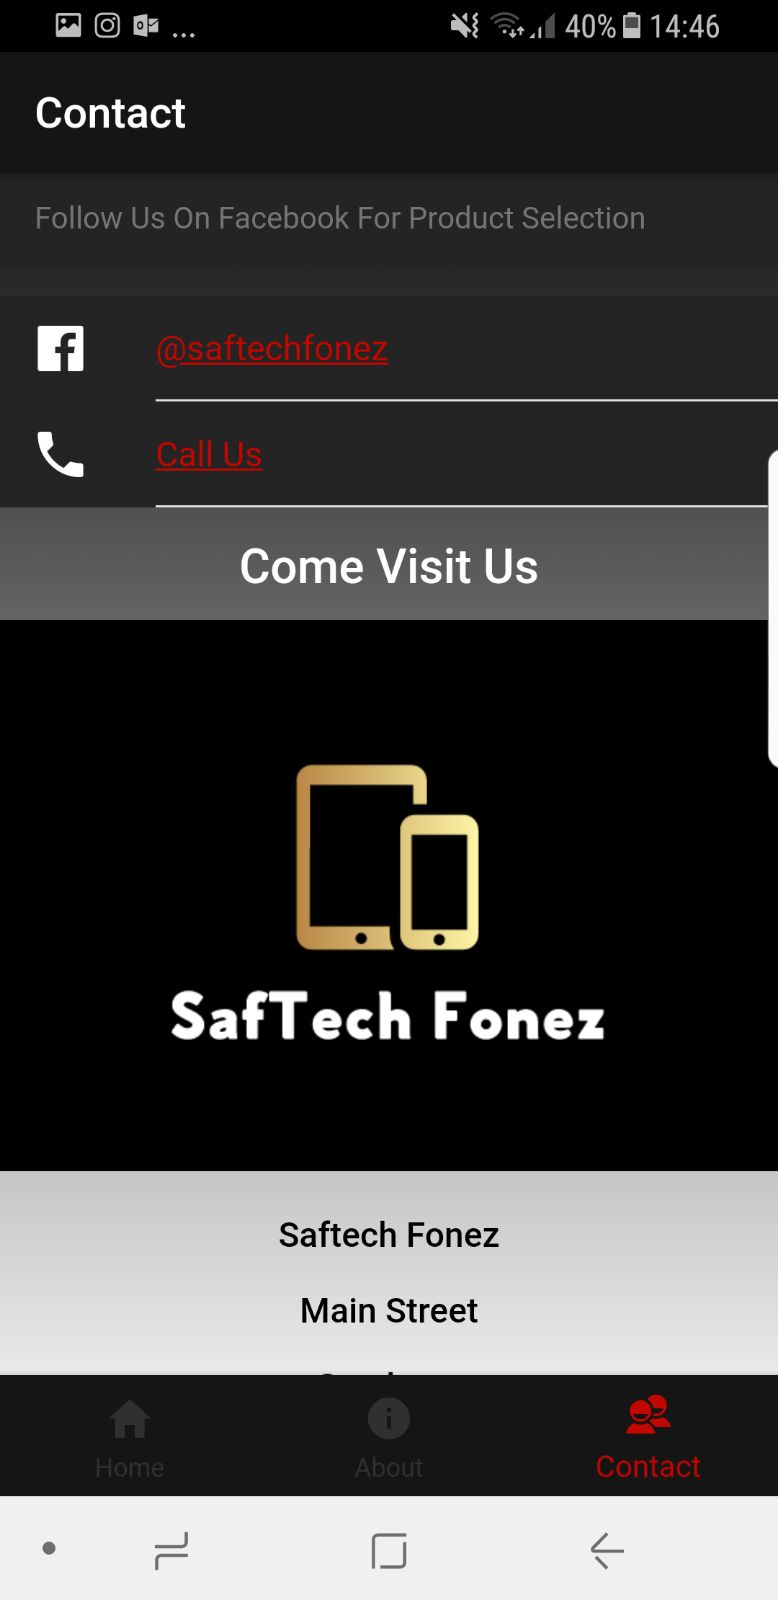 ... 40% 14:46
Contact
Follow Us On Facebook For Product Selection
@saftechfonez
Call Us
Come Visit Us
SafTech Fonez
Saftech Fonez
Main Street
Home About Contact